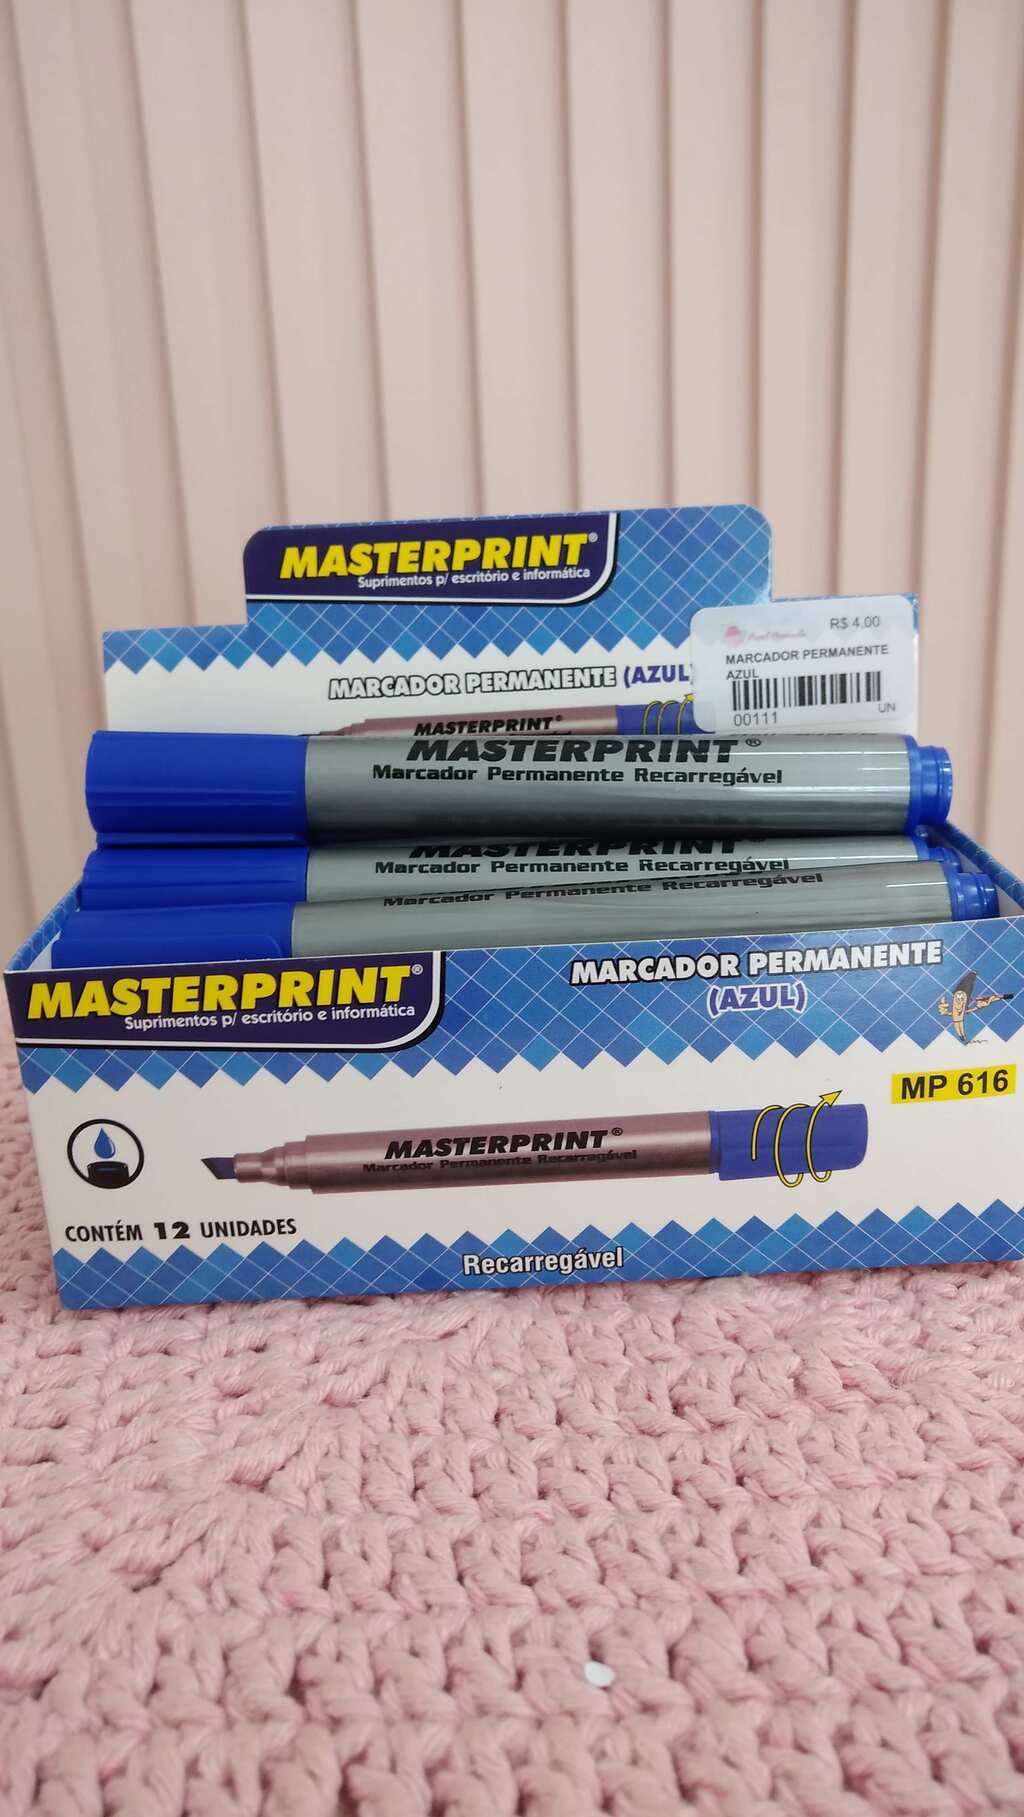 MASTERPRINT®
Suprimentos p/ escritório e informática
R$ 4,00
MARCADOR PERMANENTE
AZUL
00111
UN
MARCADOR PERMANENTE (AZUL)
MASTERPRINT®
MASTERPRINT®
Marcador Permanente Recarregável
MASTERPRINT
Marcador Permanente Recarregável
Marcador Permanente Recarregável
MASTERPRINT®
Suprimentos p/ escritório e informática
MARCADOR PERMANENTE
(AZUL)
MP 616
MASTERPRINT®
Marcador Permanente Recarregável
CONTÉM 12 UNIDADES
Recarregável